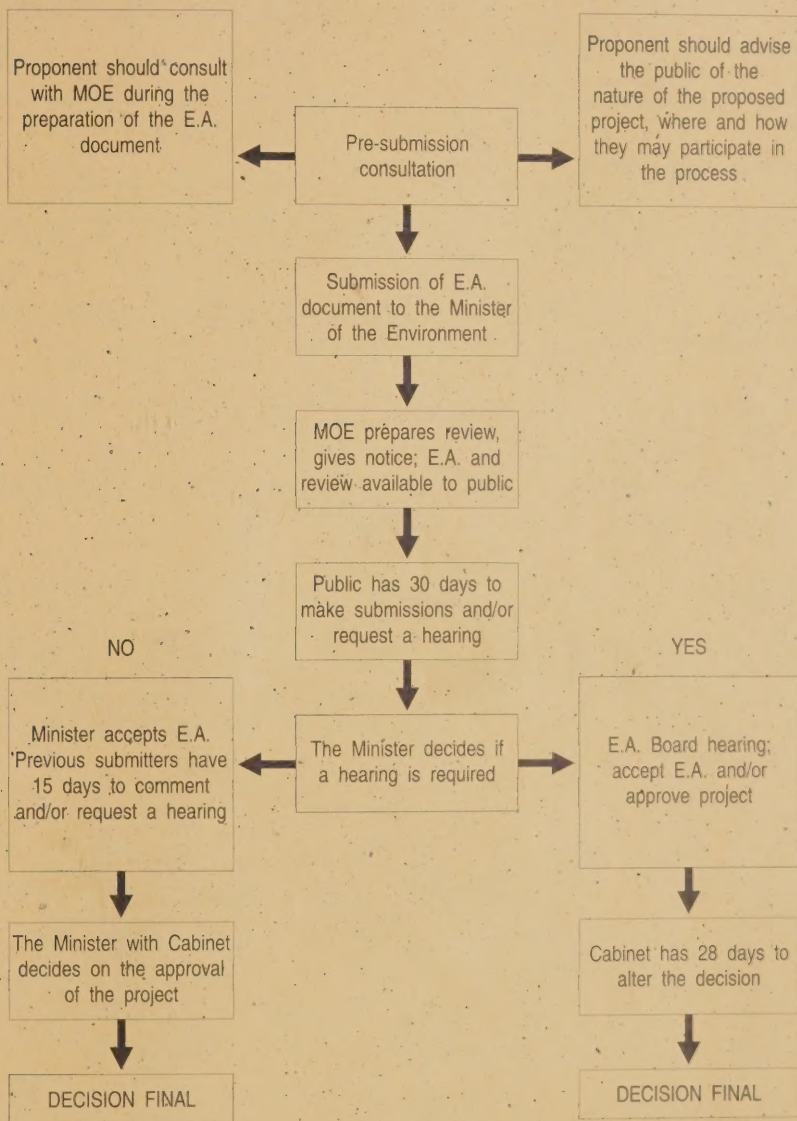 Proponent should consult
with MOE during the
preparation of the E.A.
document
Pre-submission
consultation
Proponent should advise
the public of the
nature of the proposed
project, where and how
they may participate in
the process
Submission of E.A.
document to the Minister
of the Environment
MOE prepares review,
gives notice; E.A. and
review available to public
Public has 30 days to
make submissions and/or
request a hearing
NO
YES
Minister accepts E.A.
Previous submitters have
15 days to comment
and/or request a hearing
The Minister decides if
a hearing is required
E.A. Board hearing;
accept E.A. and/or
approve project
The Minister with Cabinet
decides on the approval
of the project
Cabinet has 28 days to
alter the decision
DECISION FINAL
DECISION FINAL